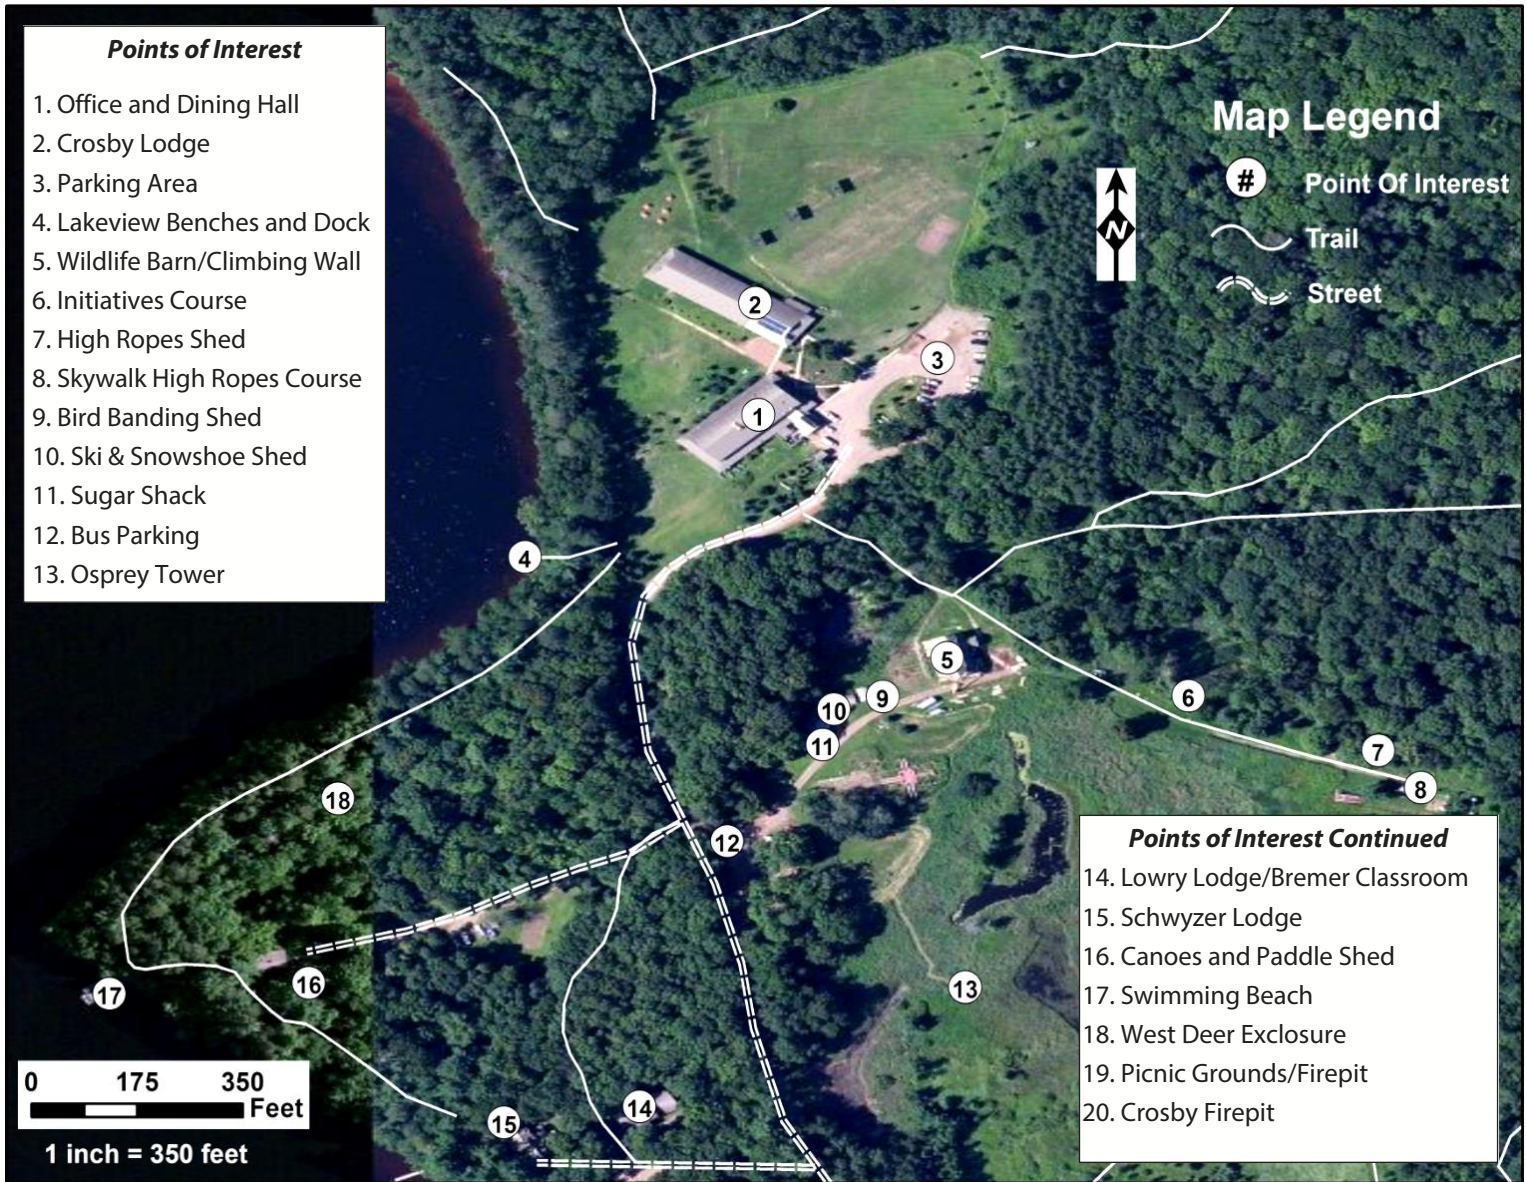 Points of Interest
1. Office and Dining Hall
2. Crosby Lodge
3. Parking Area
4. Lakeview Benches and Dock
5. Wildlife Barn/Climbing Wall
6. Initiatives Course
7. High Ropes Shed
8. Skywalk High Ropes Course
9. Bird Banding Shed
10. Ski & Snowshoe Shed
11. Sugar Shack
12. Bus Parking
13. Osprey Tower
Map Legend
# Point Of Interest
Trail
Street
N
2
3
1
4
5
6
9
10
11
7
8
18
12
13
16
17
14
15
Points of Interest Continued
14. Lowry Lodge/Bremer Classroom
15. Schwyzer Lodge
16. Canoes and Paddle Shed
17. Swimming Beach
18. West Deer Exclosure
19. Picnic Grounds/Firepit
20. Crosby Firepit
0 175 350
Feet
1 inch = 350 feet